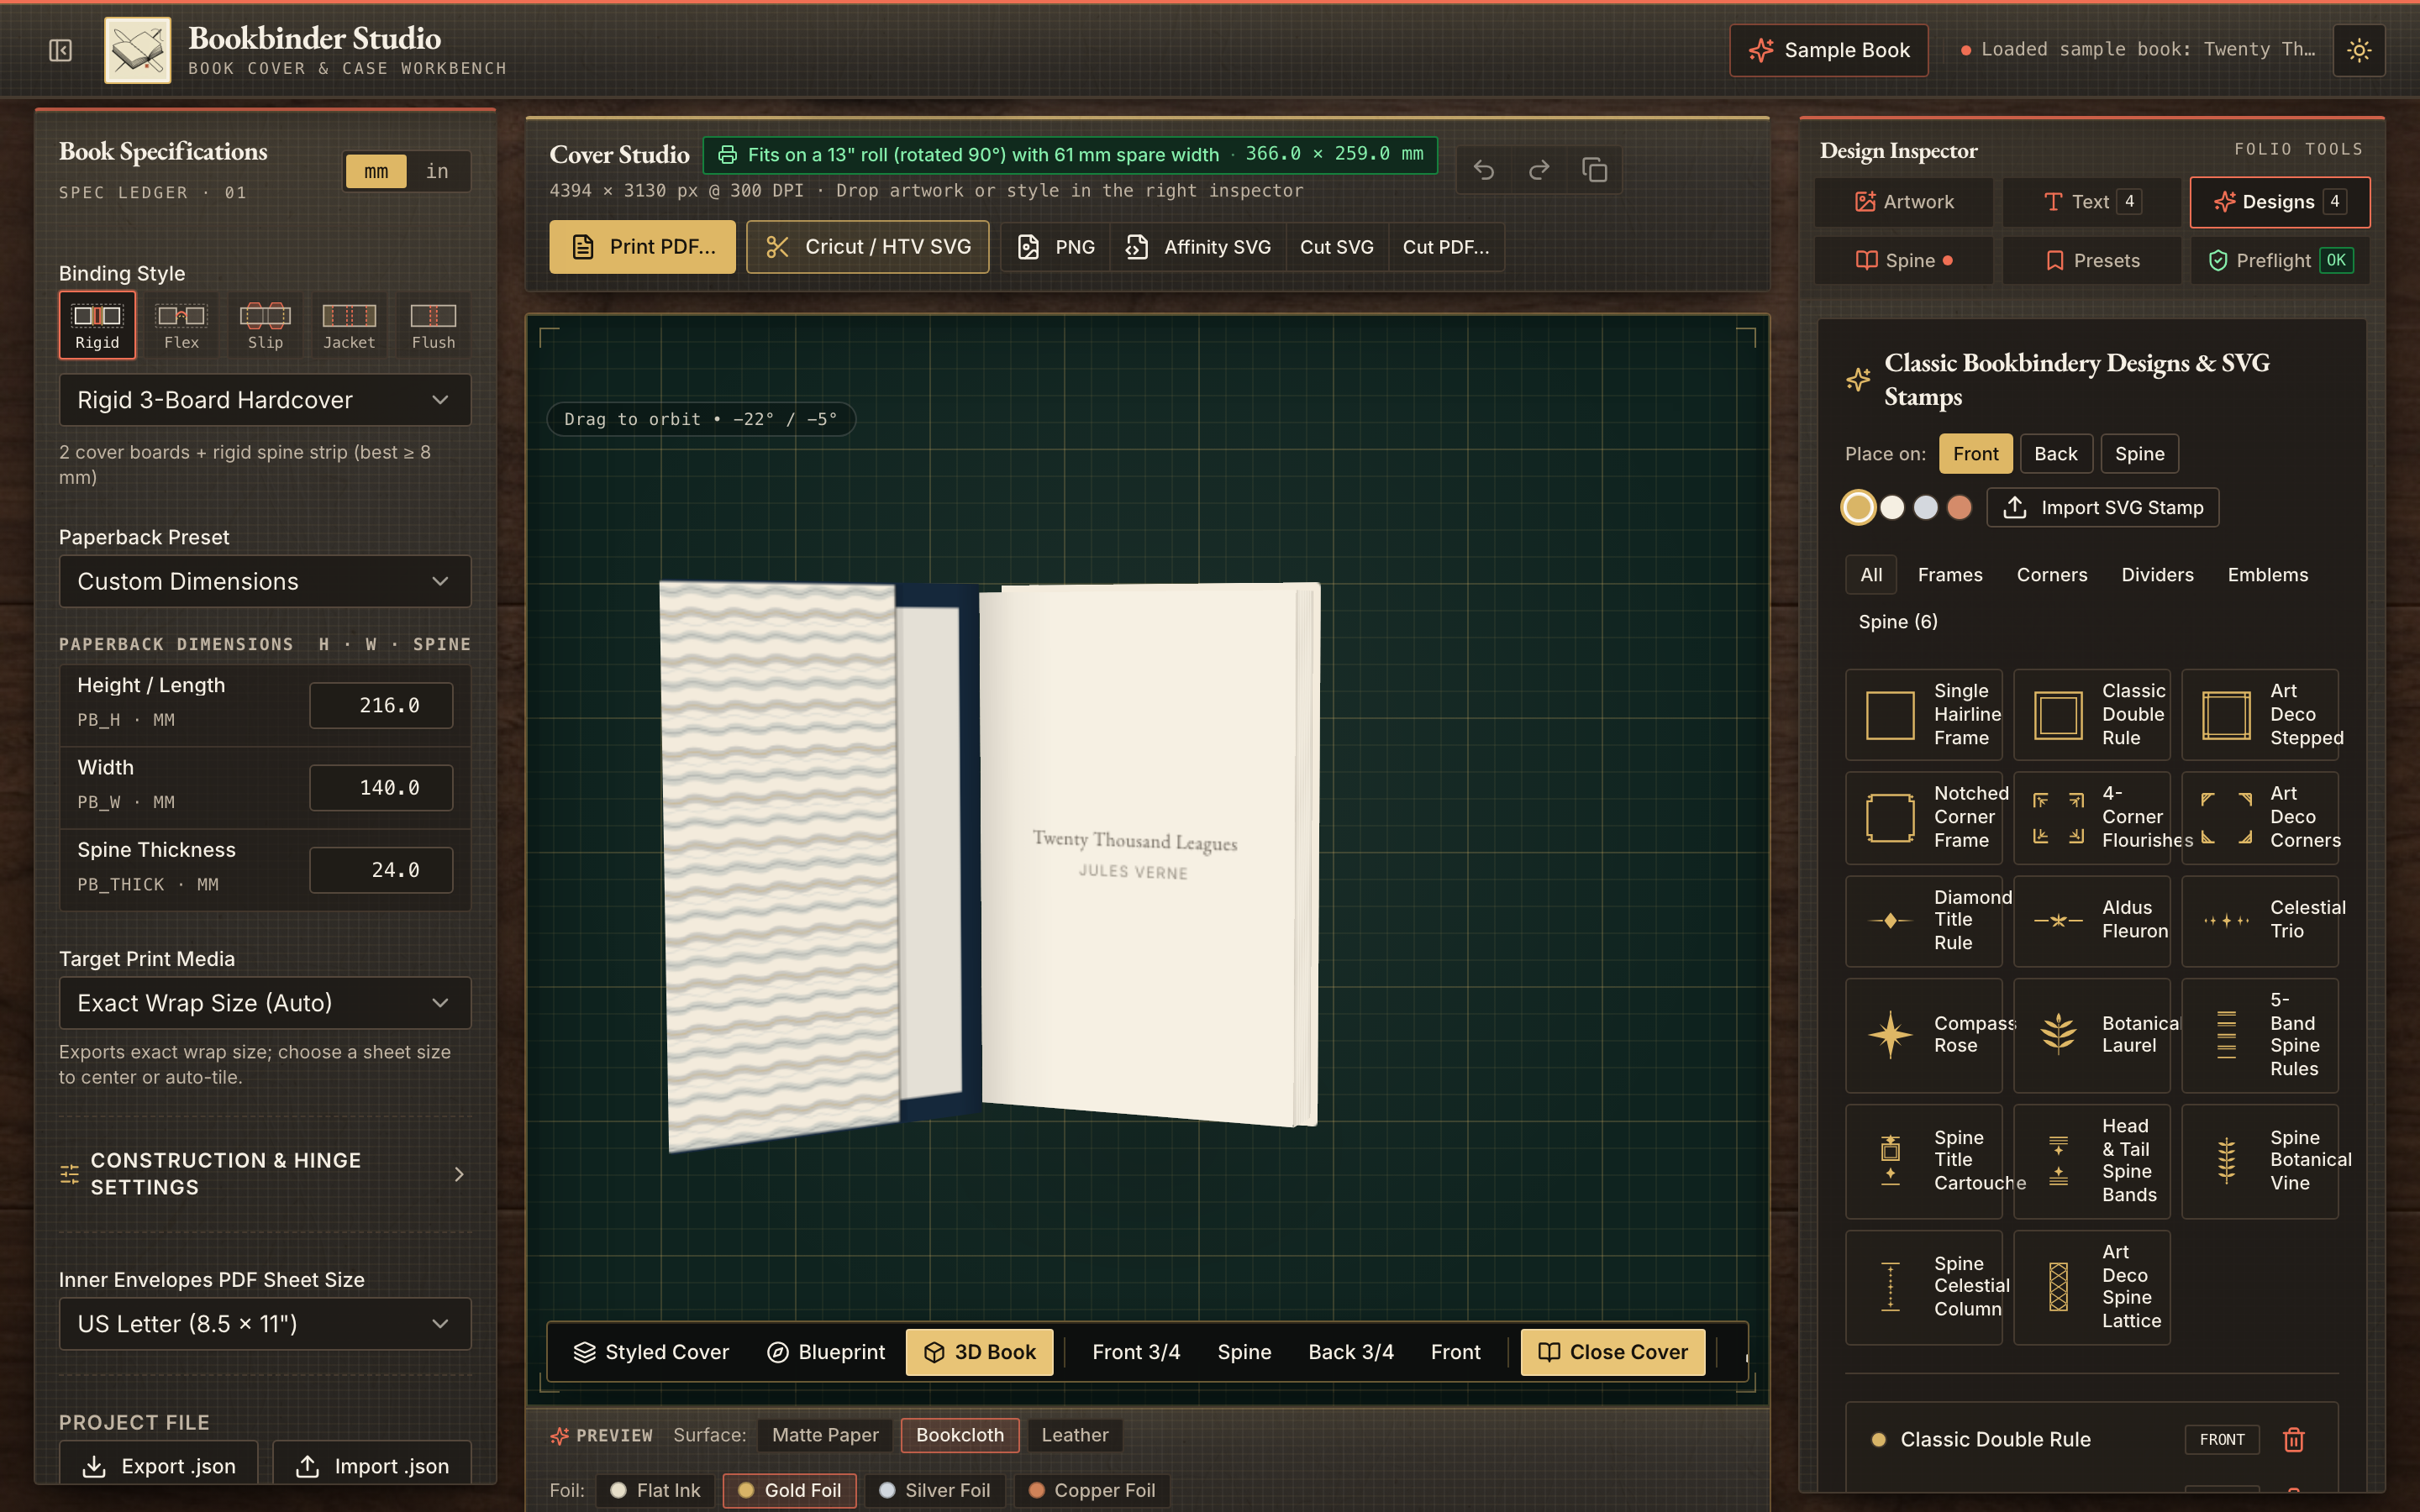 Bookbinder Studio
BOOK COVER & CASE WORKBENCH
Sample Book
Loaded sample book: Twenty Th…
Book Specifications
SPEC LEDGER · 01
mm in
Binding Style
Rigid Flex Slip Jacket Flush
Rigid 3-Board Hardcover
2 cover boards + rigid spine strip (best ≥ 8
mm)
Paperback Preset
Custom Dimensions
PAPERBACK DIMENSIONS H · W · SPINE
Height / Length
PB_H · MM
216.0
Width
PB_W · MM
140.0
Spine Thickness
PB_THICK · MM
24.0
Target Print Media
Exact Wrap Size (Auto)
Exports exact wrap size; choose a sheet size
to center or auto-tile.
CONSTRUCTION & HINGE
SETTINGS
Inner Envelopes PDF Sheet Size
US Letter (8.5 × 11")
PROJECT FILE
Export .json Import .json
Cover Studio
Fits on a 13" roll (rotated 90°) with 61 mm spare width · 366.0 × 259.0 mm
4394 × 3130 px @ 300 DPI · Drop artwork or style in the right inspector
Print PDF… Cricut / HTV SVG PNG Affinity SVG Cut SVG Cut PDF…
Drag to orbit • −22° / −5°
Twenty Thousand Leagues
JULES VERNE
Styled Cover Blueprint 3D Book Front 3/4 Spine Back 3/4 Front Close Cover
PREVIEW Surface: Matte Paper Bookcloth Leather
Foil: Flat Ink Gold Foil Silver Foil Copper Foil
Design Inspector
FOLIO TOOLS
Artwork Text 4 Designs 4
Spine Presets Preflight OK
Classic Bookbindery Designs & SVG
Stamps
Place on: Front Back Spine
Import SVG Stamp
All Frames Corners Dividers Emblems
Spine (6)
Single
Hairline
Frame
Classic
Double
Rule
Art
Deco
Stepped
Notched
Corner
Frame
4-
Corner
Flourishes
Art
Deco
Corners
Diamond
Title
Rule
Aldus
Fleuron
Celestial
Trio
Compass
Rose
Botanical
Laurel
5-
Band
Spine
Rules
Spine
Title
Cartouche
Head
& Tail
Spine
Bands
Spine
Botanical
Vine
Spine
Celestial
Column
Art
Deco
Spine
Lattice
Classic Double Rule FRONT